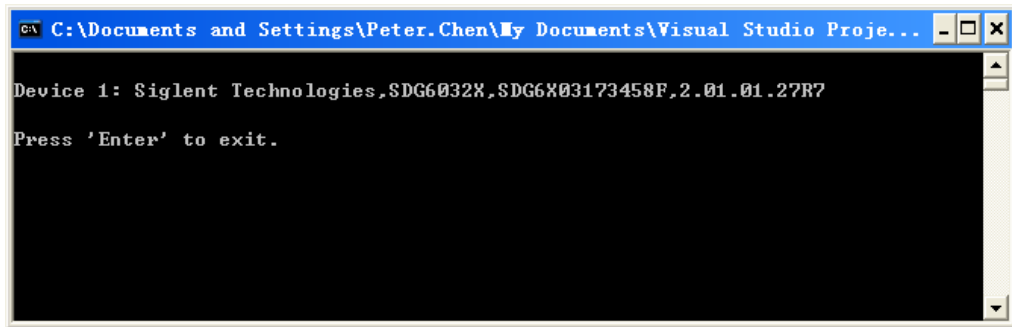 C:\Documents and Settings\Peter.Chen\My Documents\Visual Studio Proje...
Device 1: Siglent Technologies,SDG6032X,SDG6X03173458F,2.01.01.27R7
Press 'Enter' to exit.